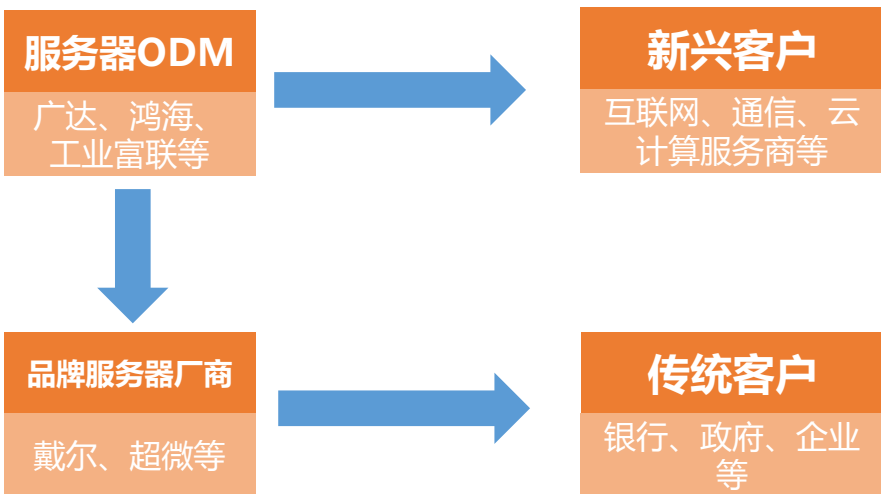 服务器ODM
广达、鸿海、
工业富联等
新兴客户
互联网、通信、云
计算服务商等
品牌服务器厂商
戴尔、超微等
传统客户
银行、政府、企业
等